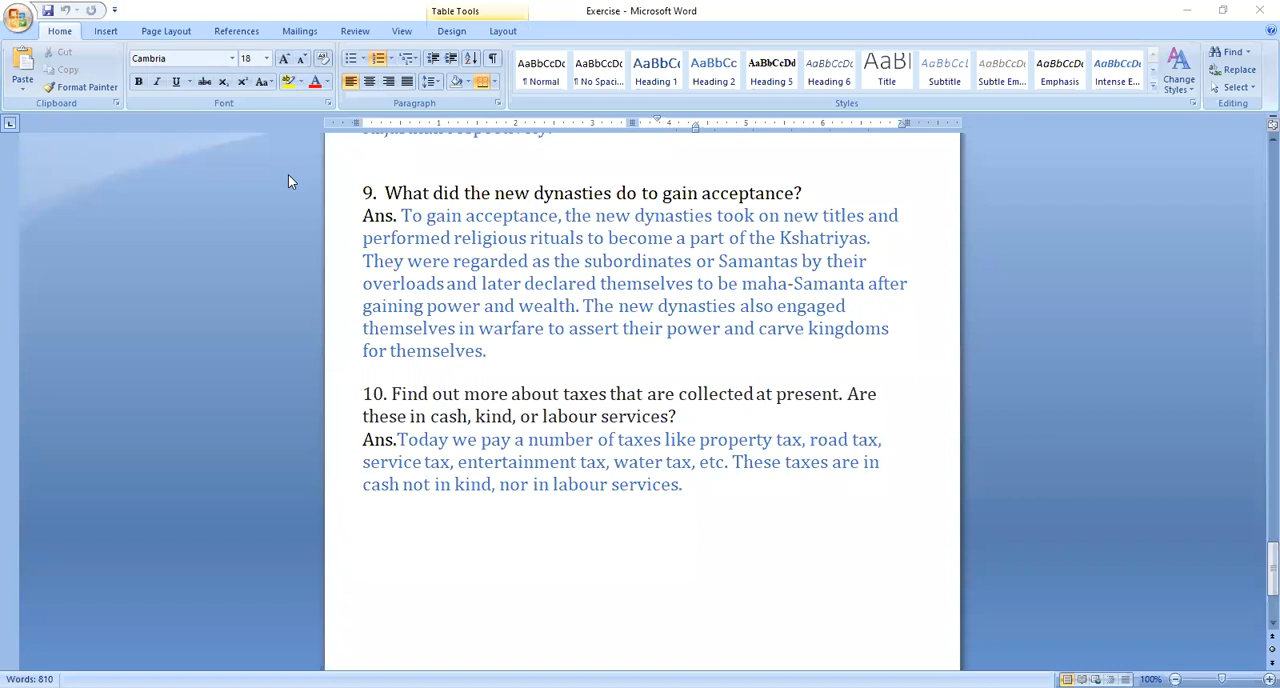 Table Tools
Exercise - Microsoft Word
Home
Insert
Page Layout
References
Mailings
Review
View
Design
Layout
Paste
Cut
Copy
Format Painter
Clipboard
Cambria
18
Font
Paragraph
AaBbCcDc
¶ Normal
AaBbCcDc
¶ No Spaci...
AaBbCc
Heading 1
AaBbCc
Heading 2
AaBbCcDd
Heading 5
AaBbCcDc
Heading 6
AaBl
Title
AaBbCcl
Subtitle
AaBbCcDc
Subtle Em...
AaBbCcDc
Emphasis
AaBbCcDc
Intense E...
Change
Styles
Styles
Find
Replace
Select
Editing
1 2 3 4 5 6 7
9. What did the new dynasties do to gain acceptance?
Ans. To gain acceptance, the new dynasties took on new titles and
performed religious rituals to become a part of the Kshatriyas.
They were regarded as the subordinates or Samantas by their
overloads and later declared themselves to be maha-Samanta after
gaining power and wealth. The new dynasties also engaged
themselves in warfare to assert their power and carve kingdoms
for themselves.
10. Find out more about taxes that are collected at present. Are
these in cash, kind, or labour services?
Ans.Today we pay a number of taxes like property tax, road tax,
service tax, entertainment tax, water tax, etc. These taxes are in
cash not in kind, nor in labour services.
Words: 810
100%